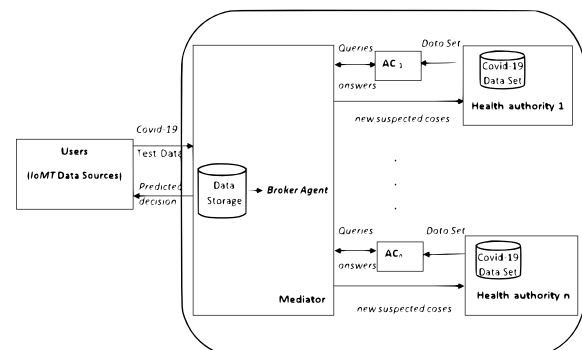 Queries
AC 1
answers
Data Set
Covid-19
Data Set
Health authority 1
new suspected cases
Users
(IoMT Data Sources)
Covid-19
Test Data
Predicted
decision
Data
Storage
Broker Agent
Mediator
Queries
ACn
answers
Data Set
Covid-19
Data Set
Health authority n
new suspected cases